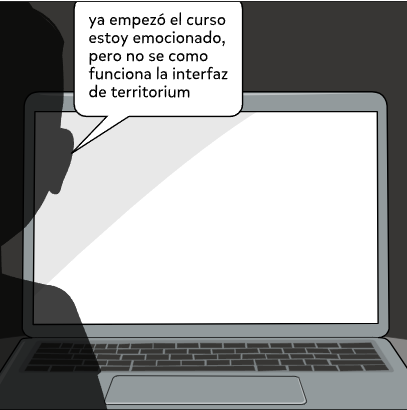 ya empezó el curso
estoy emocionado,
pero no se como
funciona la interfaz
de territorium